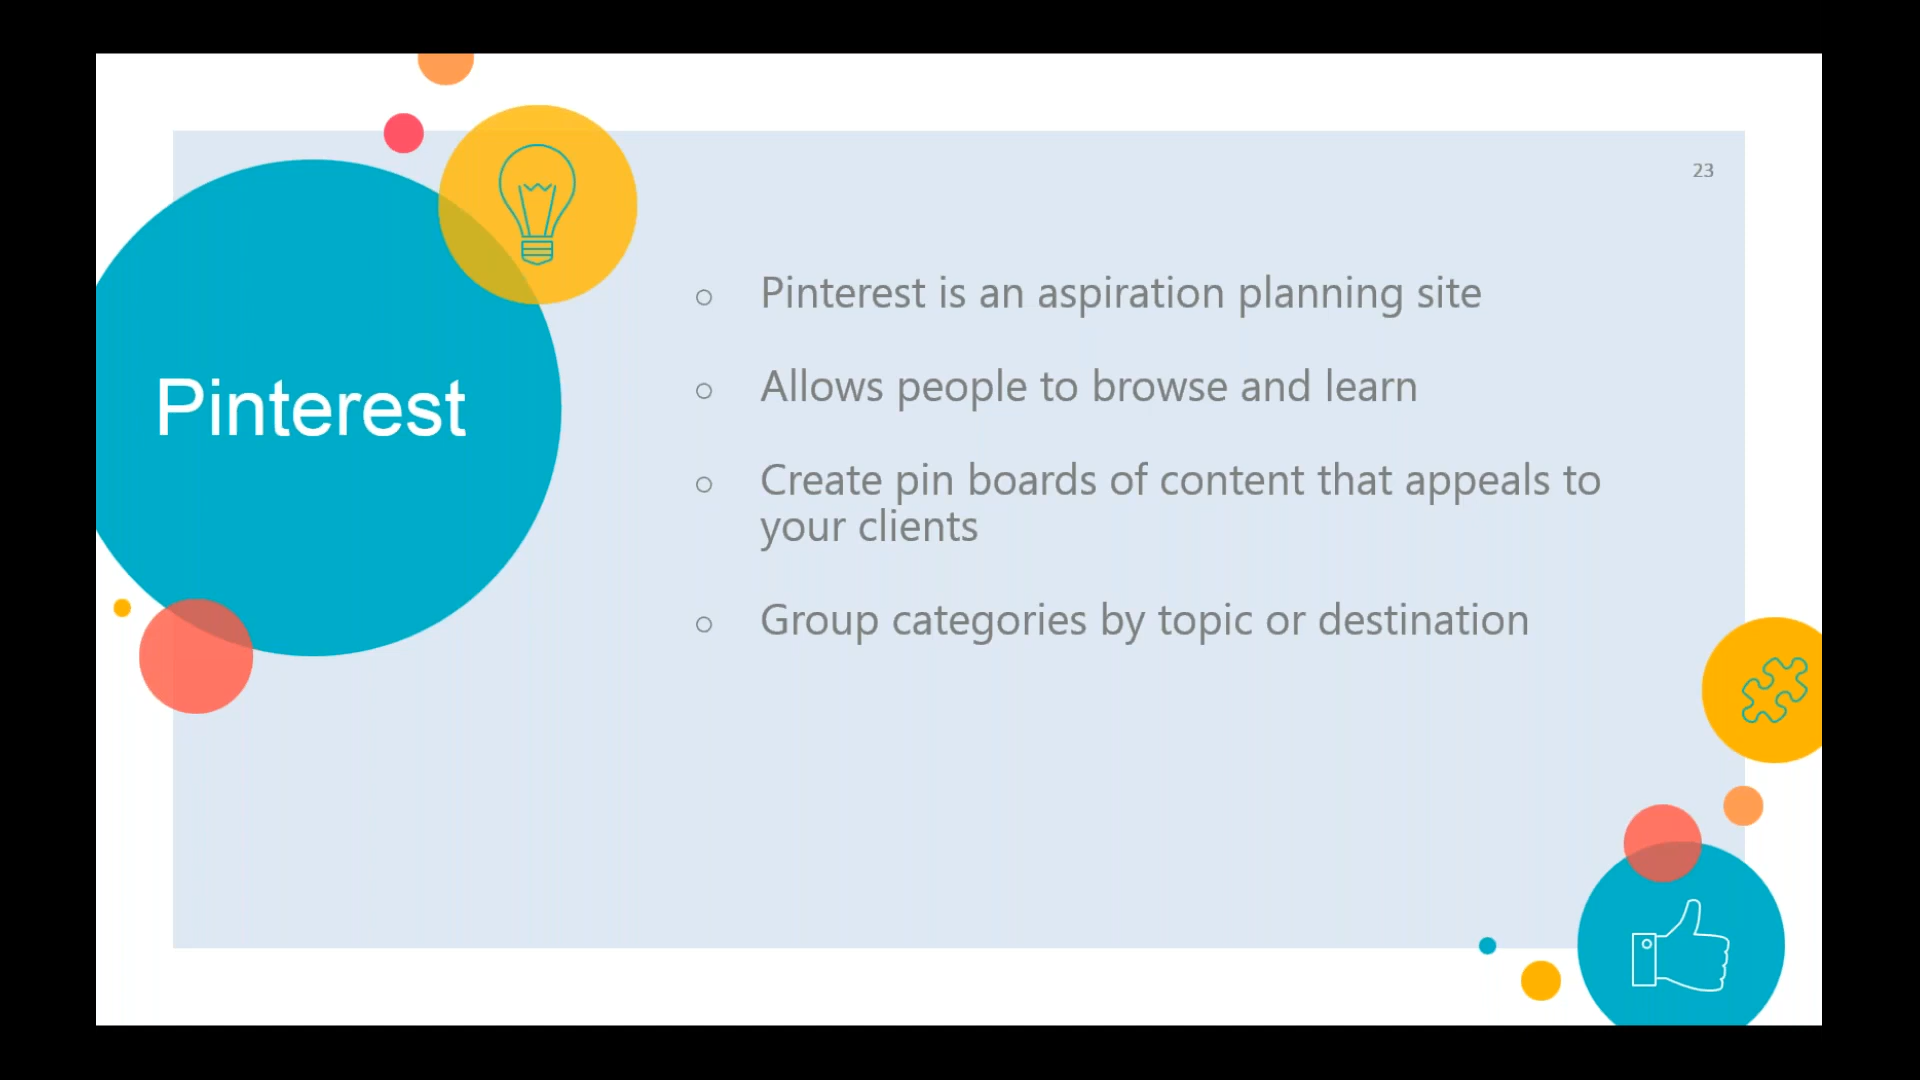 23
Pinterest
Pinterest is an aspiration planning site
Allows people to browse and learn
Create pin boards of content that appeals to
your clients
Group categories by topic or destination